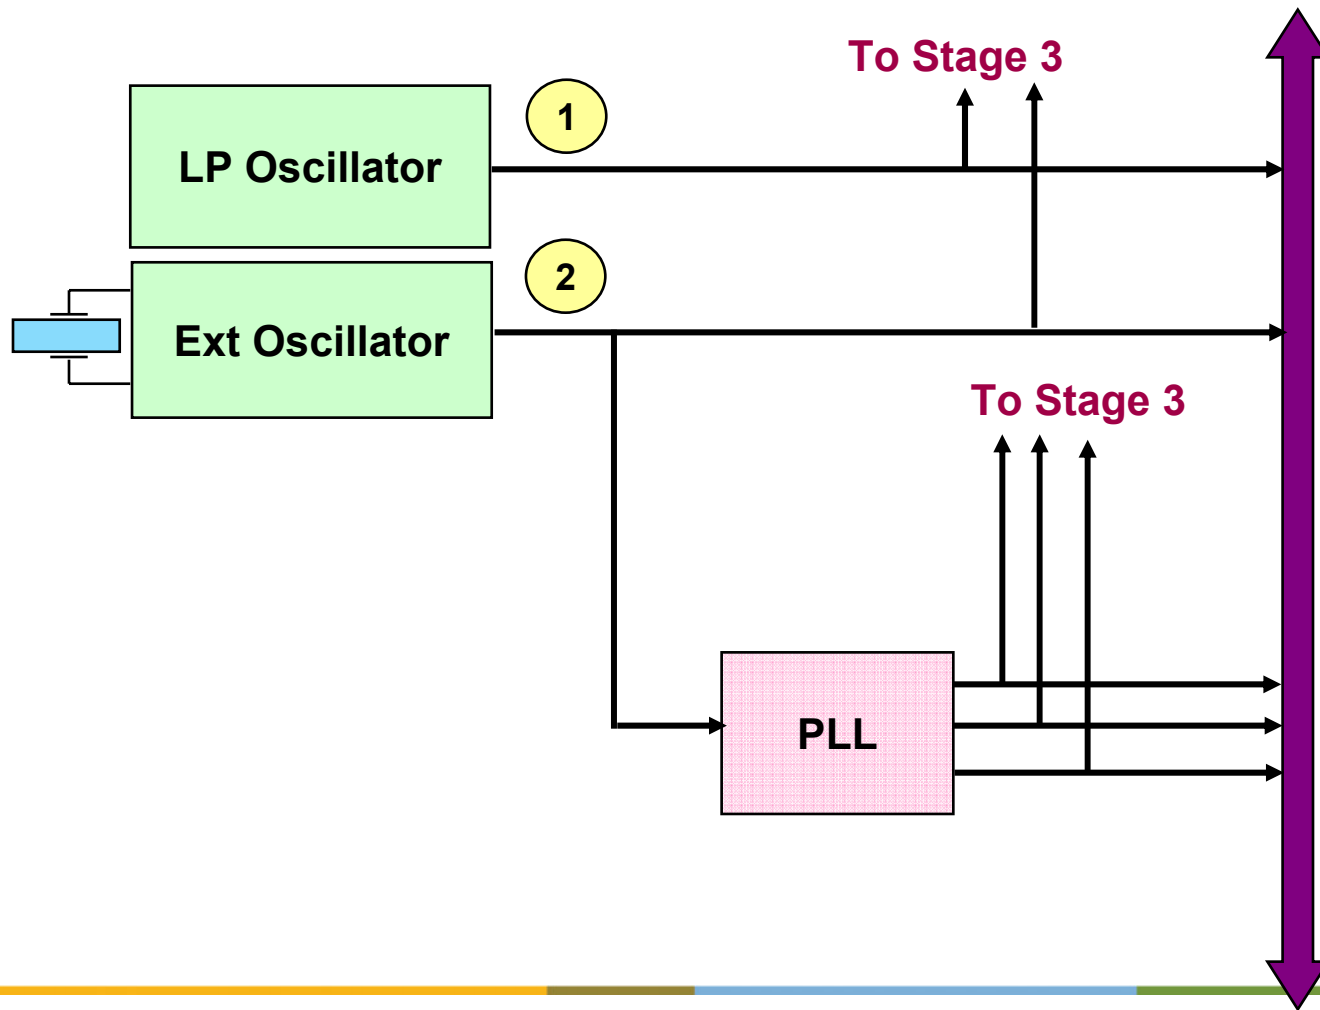 To Stage 3
1
LP Oscillator
2
Ext Oscillator
To Stage 3
PLL